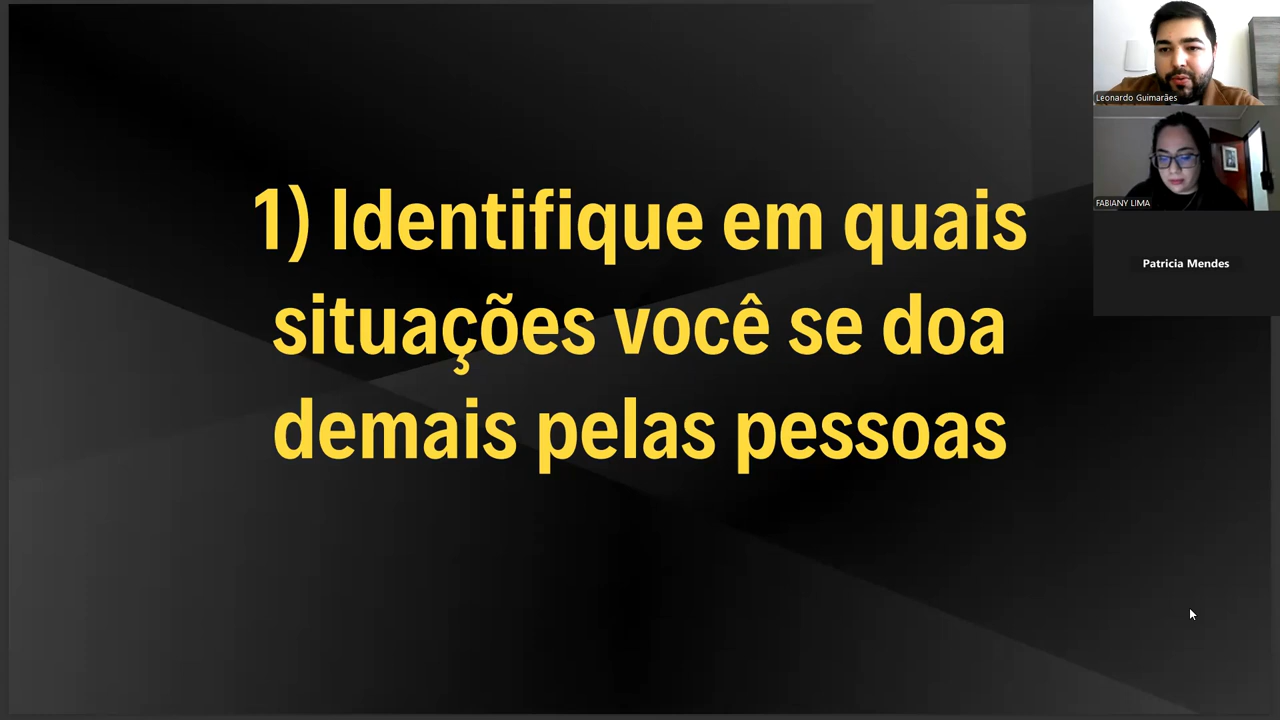 1) Identifique em quais
situações você se doa
demais pelas pessoas
Leonardo Guimarães
FABIANY LIMA
Patricia Mendes